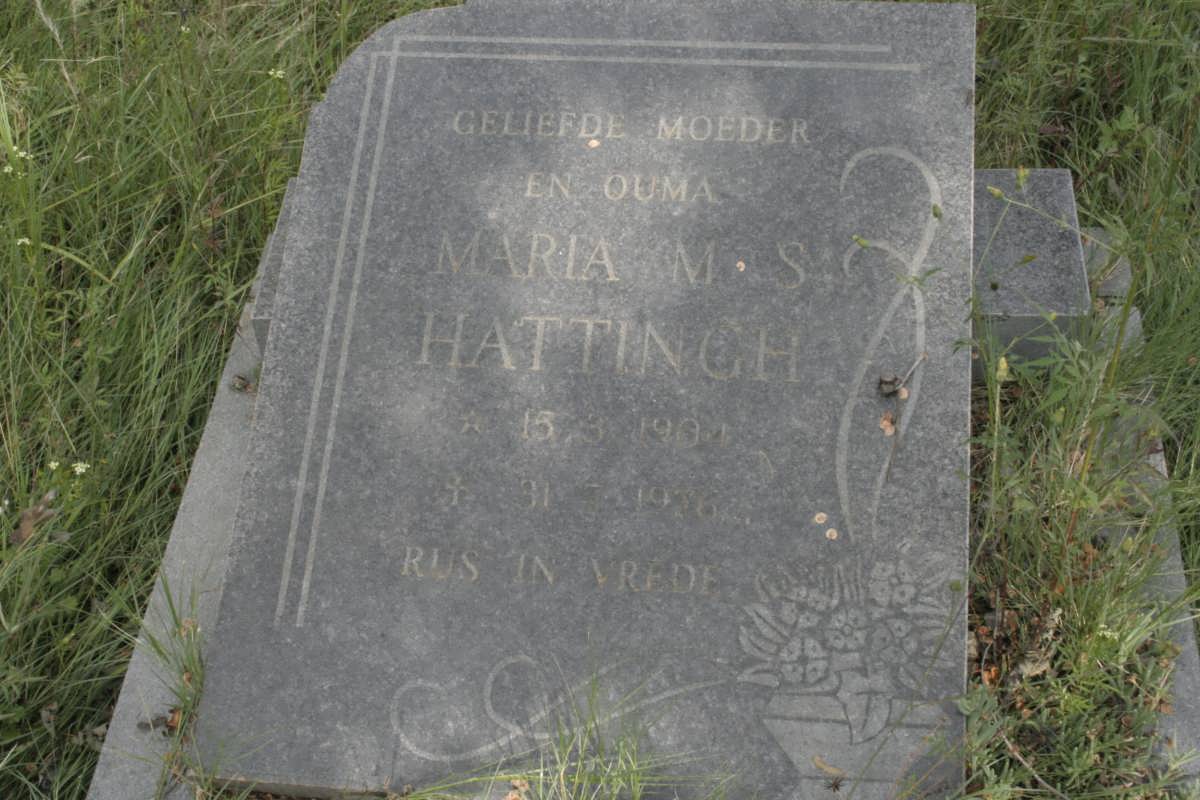 GELIEFDE MOEDER
EN OUMA
MARIA M S
HATTINGH
* 15 3 1904
✝ 31 7 1976
RUS IN VREDE